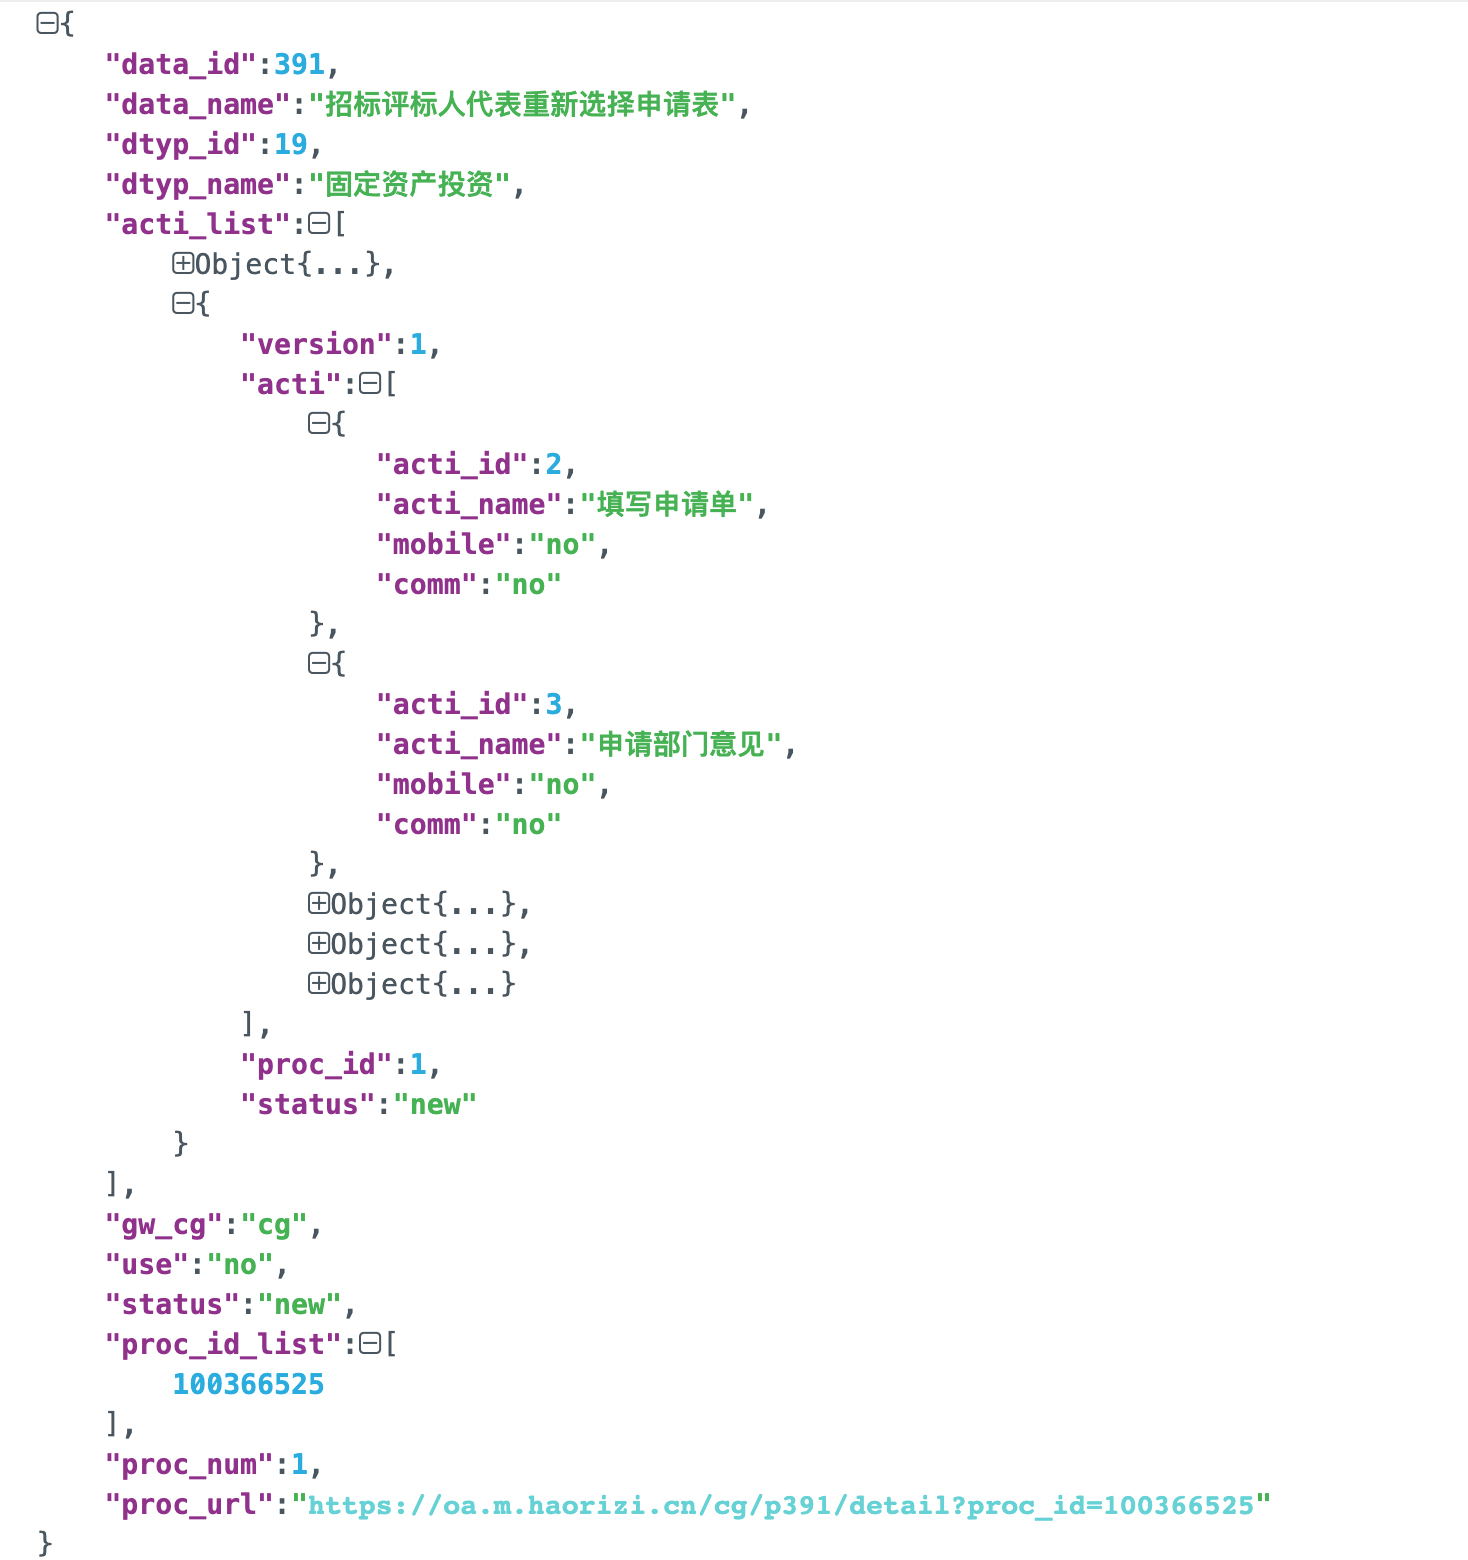 {
"data_id":391,
"data_name":"招标评标人代表重新选择申请表",
"dtyp_id":19,
"dtyp_name":"固定资产投资",
"acti_list":[
Object{...},
{
"version":1,
"acti":[
{
"acti_id":2,
"acti_name":"填写申请单",
"mobile":"no",
"comm":"no"
},
{
"acti_id":3,
"acti_name":"申请部门意见",
"mobile":"no",
"comm":"no"
},
Object{...},
Object{...},
Object{...}
],
"proc_id":1,
"status":"new"
}
],
"gw_cg":"cg",
"use":"no",
"status":"new",
"proc_id_list":[
100366525
],
"proc_num":1,
"proc_url":"https://oa.m.haorizi.cn/cg/p391/detail?proc_id=100366525"
}